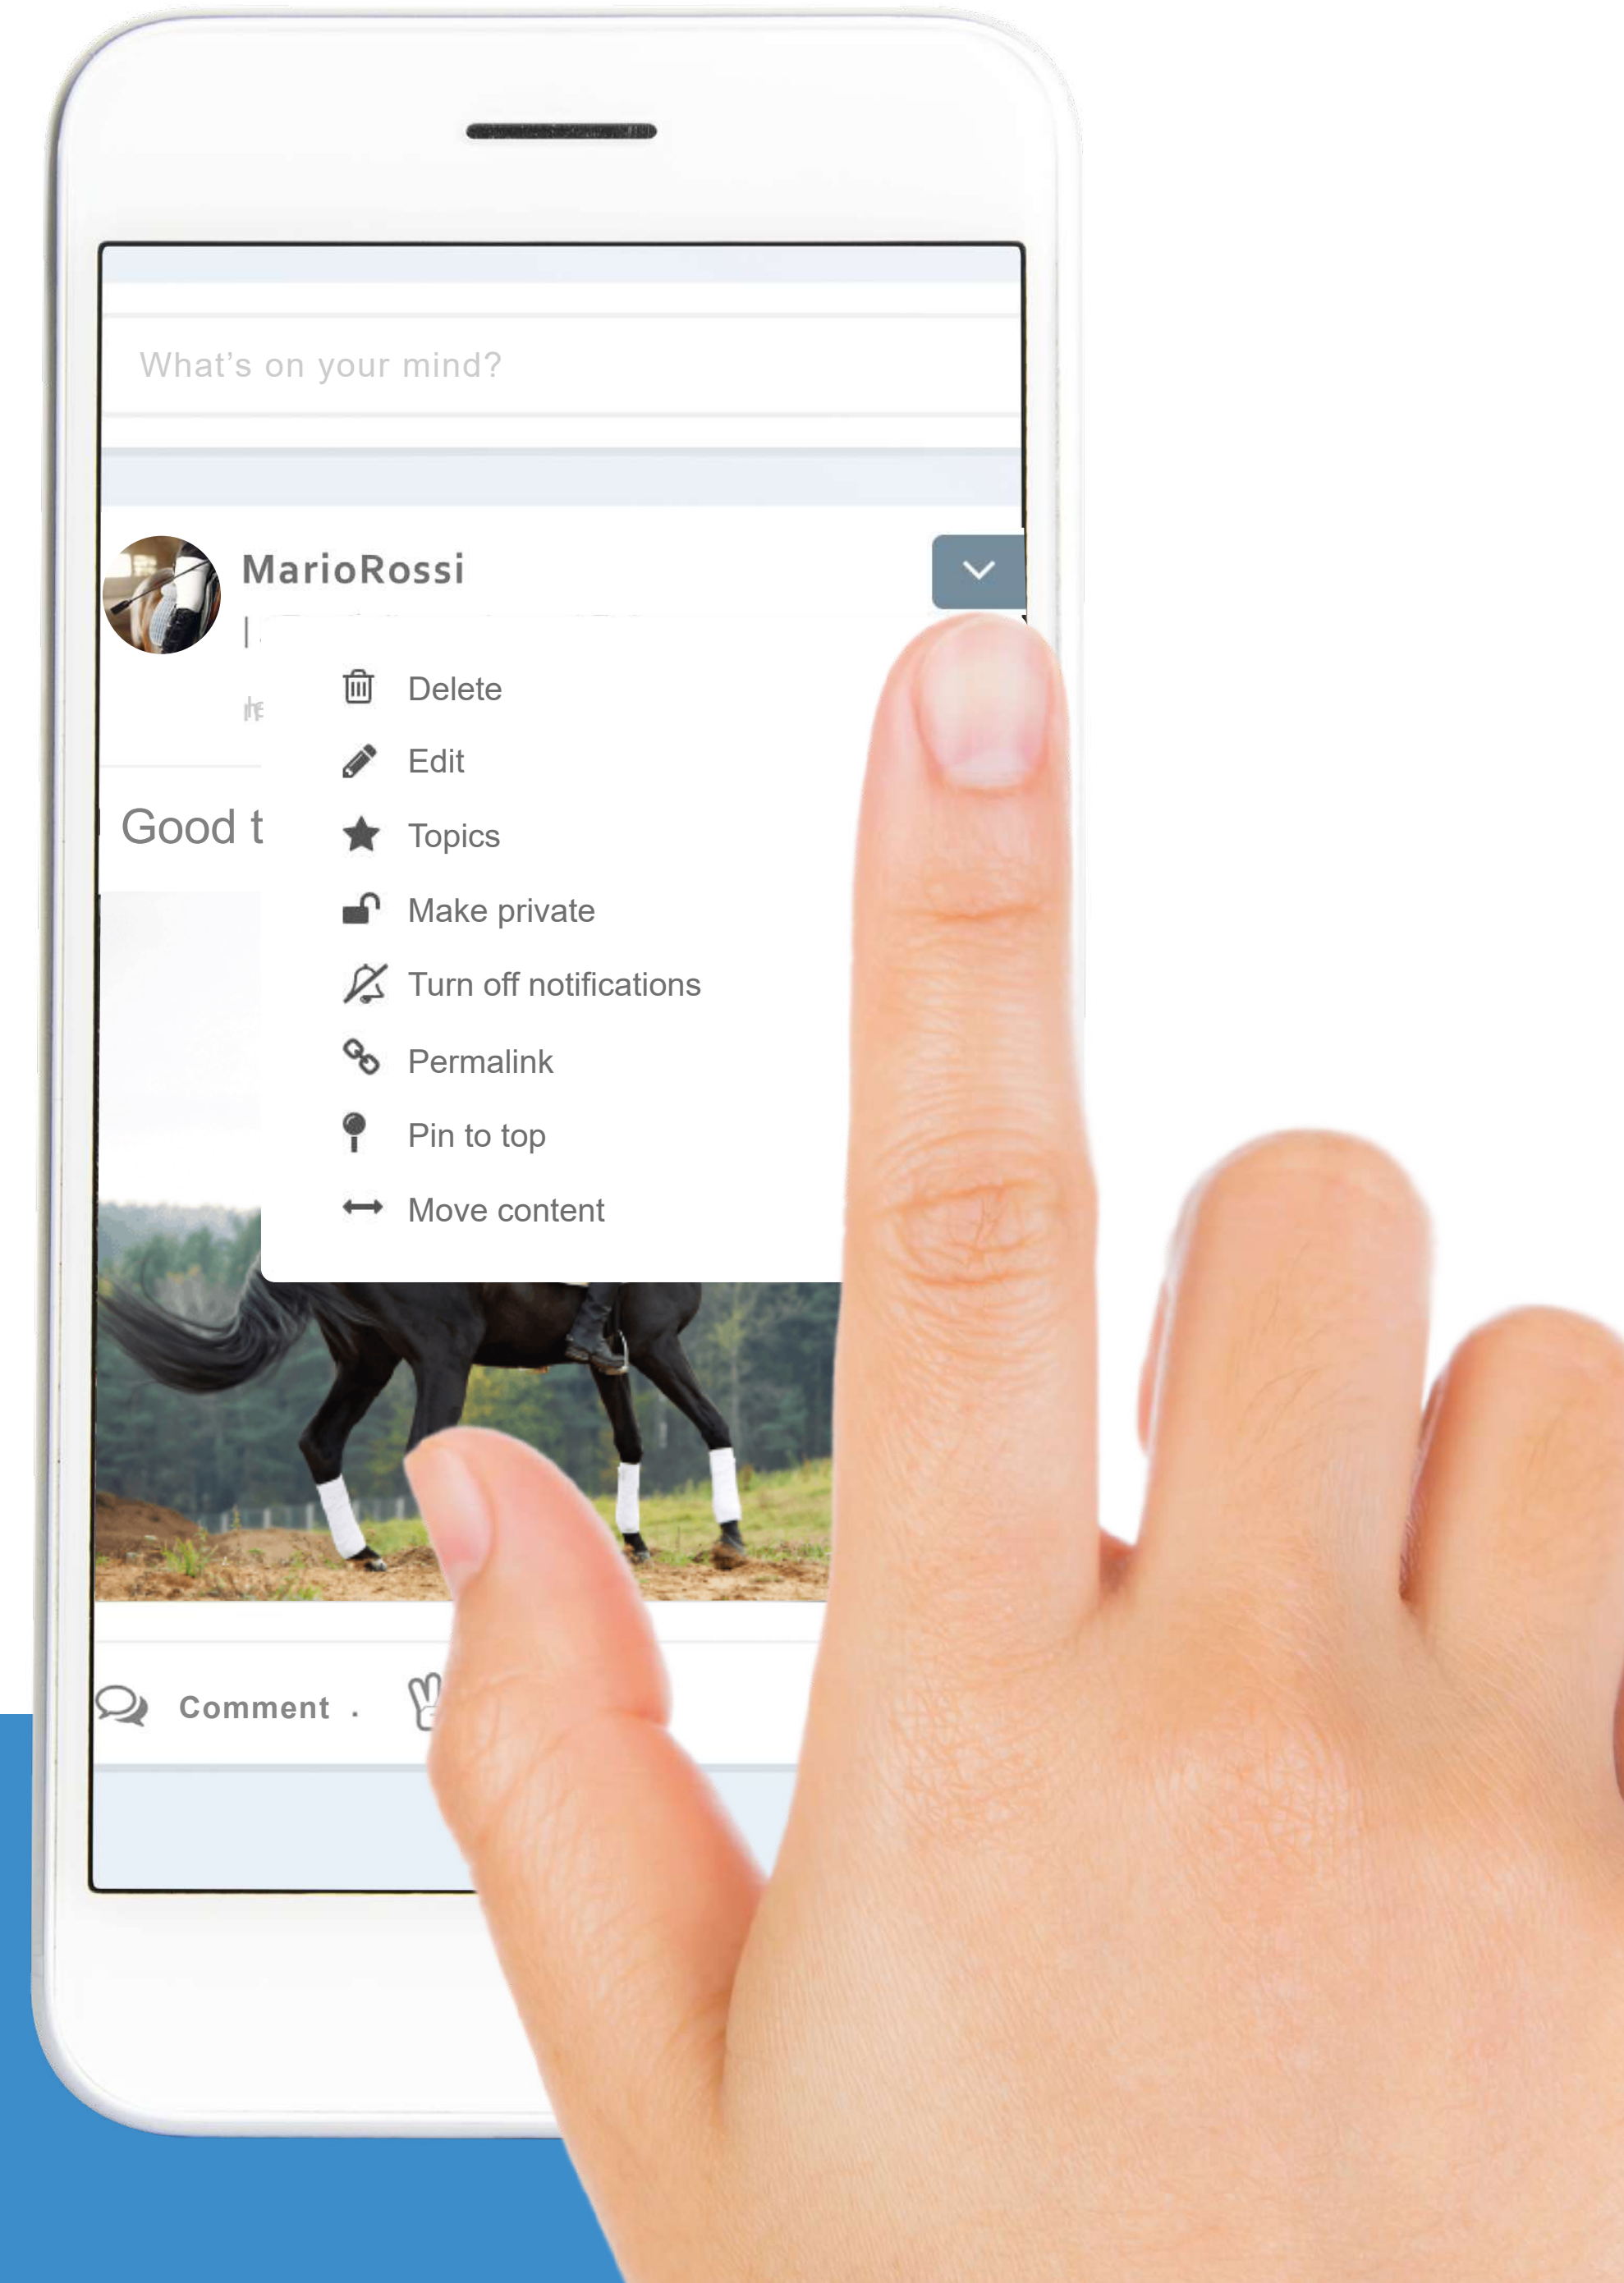 What's on your mind?
MarioRossi
Delete
Edit
Good t
Topics
Make private
Turn off notifications
Permalink
Pin to top
Move content
Comment .